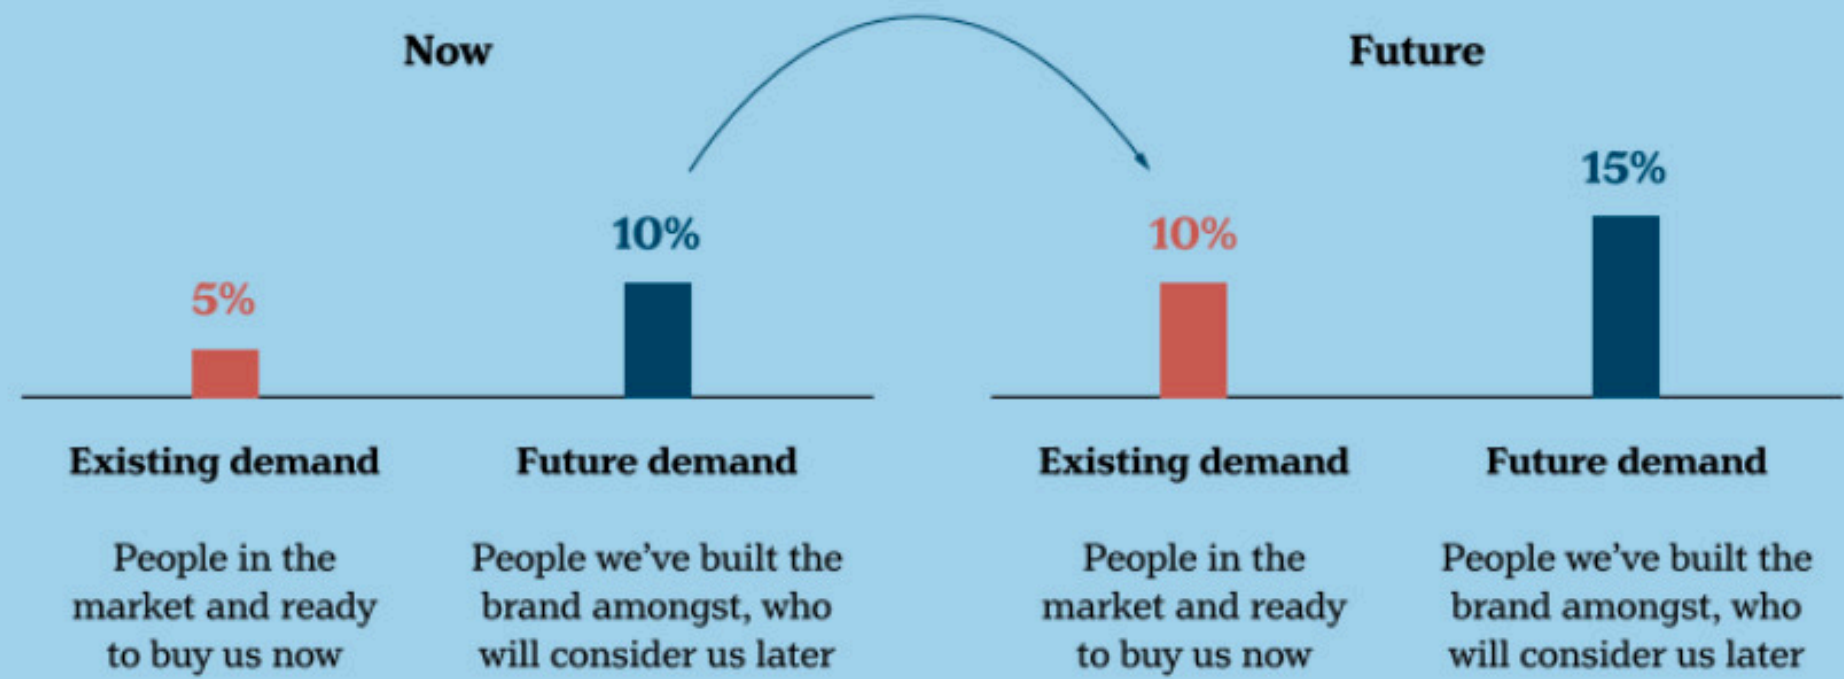 Now
Future
5%
10%
10%
15%
Existing demand
Future demand
Existing demand
Future demand
People in the
market and ready
to buy us now
People we've built the
brand amongst, who
will consider us later
People in the
market and ready
to buy us now
People we've built the
brand amongst, who
will consider us later